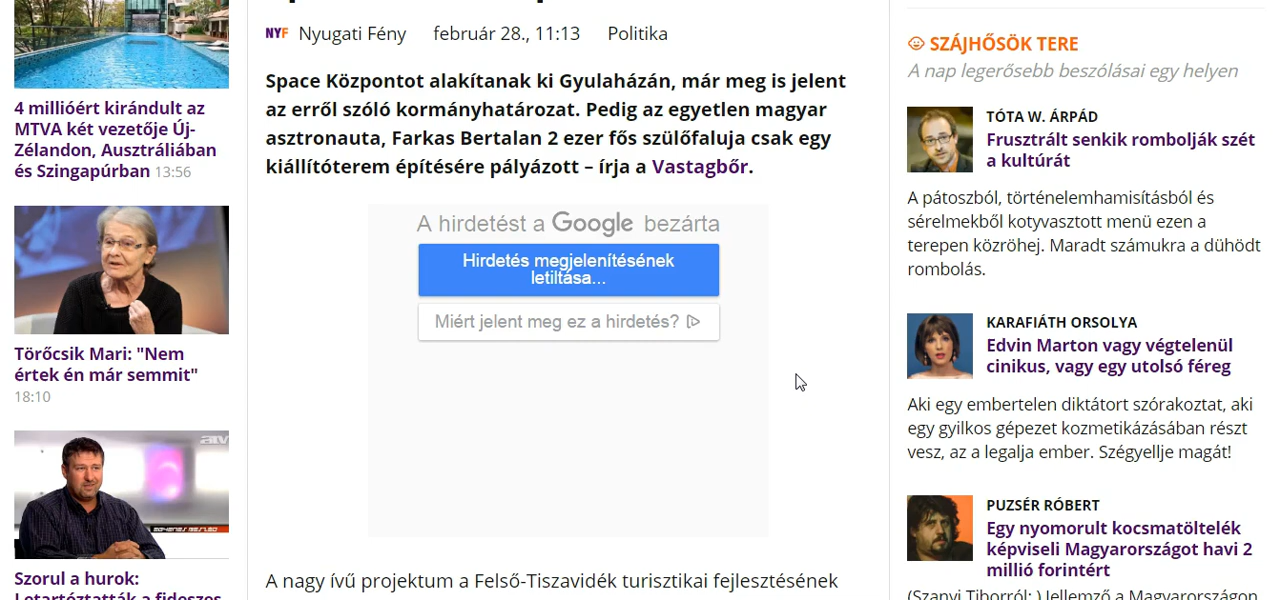 4 millióért kirándult az
MTVA két vezetője Új-
Zélandon, Ausztráliában
és Szingapúrban 13:56
Törőcsik Mari: "Nem
értek én már semmit"
18:10
atv
Szorul a hurok:
Letartóztatták a fideszes
NYF Nyugati Fény február 28., 11:13 Politika
Space Központot alakítanak ki Gyulaházán, már meg is jelent
az erről szóló kormányhatározat. Pedig az egyetlen magyar
asztronauta, Farkas Bertalan 2 ezer fős szülőfaluja csak egy
kiállítóterem építésére pályázott – írja a Vastagbőr.
A hirdetést a Google bezárta
Hirdetés megjelenítésének
letiltása...
Miért jelent meg ez a hirdetés?
A nagy ívű projektum a Felső-Tiszavidék turisztikai fejlesztésének
SZÁJHŐSÖK TERE
A nap legerősebb beszólásai egy helyen
TÓTA W. ÁRPÁD
Frusztrált senkik rombolják szét
a kultúrát
A pátoszból, történelemhamisításból és
sérelmekből kotyvasztott menü ezen a
terepen közröhej. Maradt számukra a dühödt
rombolás.
KARAFIÁTH ORSOLYA
Edvin Marton vagy végtelenül
cinikus, vagy egy utolsó féreg
Aki egy embertelen diktátort szórakoztat, aki
egy gyilkos gépezet kozmetikázásában részt
vesz, az a legalja ember. Szégyellje magát!
PUZSÉR RÓBERT
Egy nyomorult kocsmatöltelék
képviseli Magyarországot havi 2
millió forintért
(Szanyi Tiborról: ) Jellemző a Magyarországon